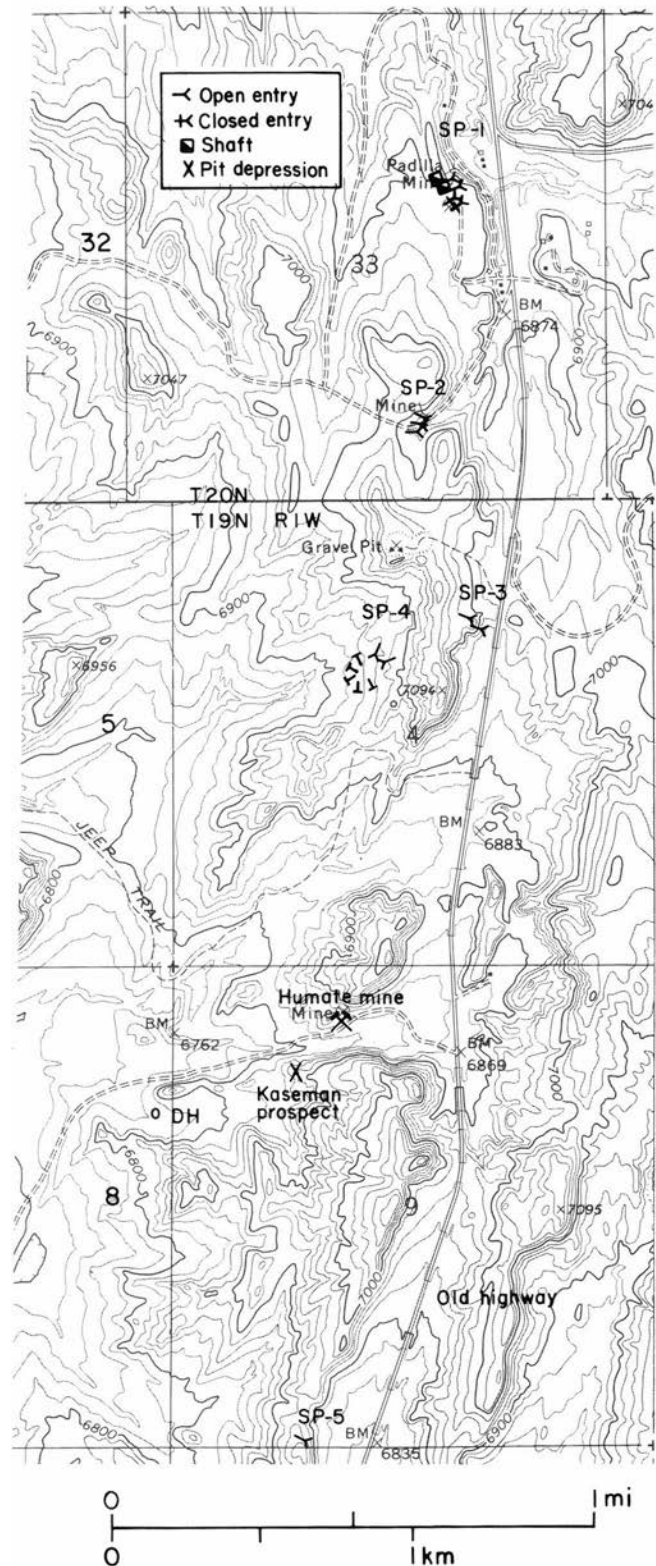 Open entry
Closed entry
Shaft
Pit depression
SP-1
Padilla
Mine
32
33
7000
6900
BM
6874
6900
×7047
SP-2
Mine
T20N
T19N R1W
Gravel Pit
SP-3
6900
SP-4
×6956
7094×
7000
5
4
JEEP TRAIL
BM
6883
6800
6900
Humate mine
Mine
BM
6762
BM
6869
Kaseman
prospect
DH
7000
6800
8
9
×7095
7000
Old highway
SP-5
BM
6835
6800
6900
0 1 mi
0 1 km